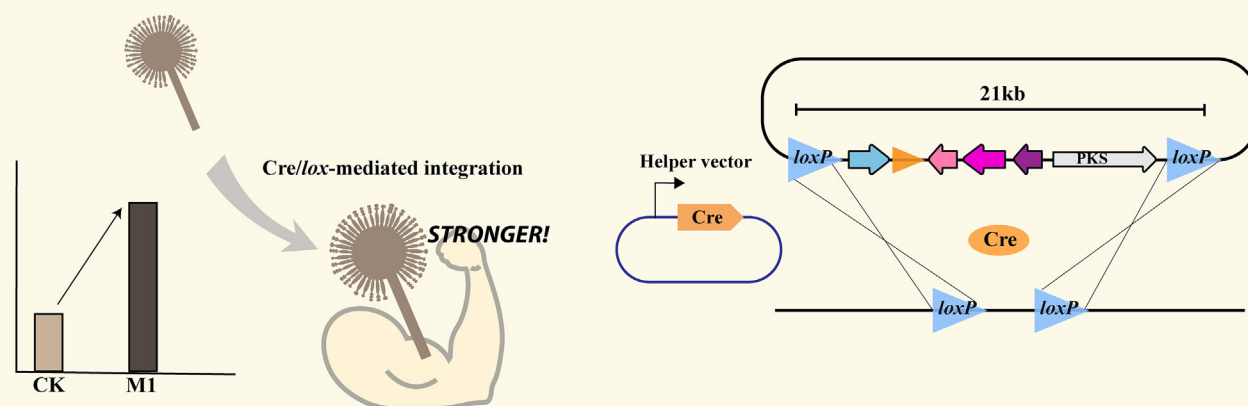 Cre/lox-mediated integration
STRONGER!
CK
M1
Helper vector
Cre
21kb
loxP
PKS
loxP
Cre
loxP
loxP